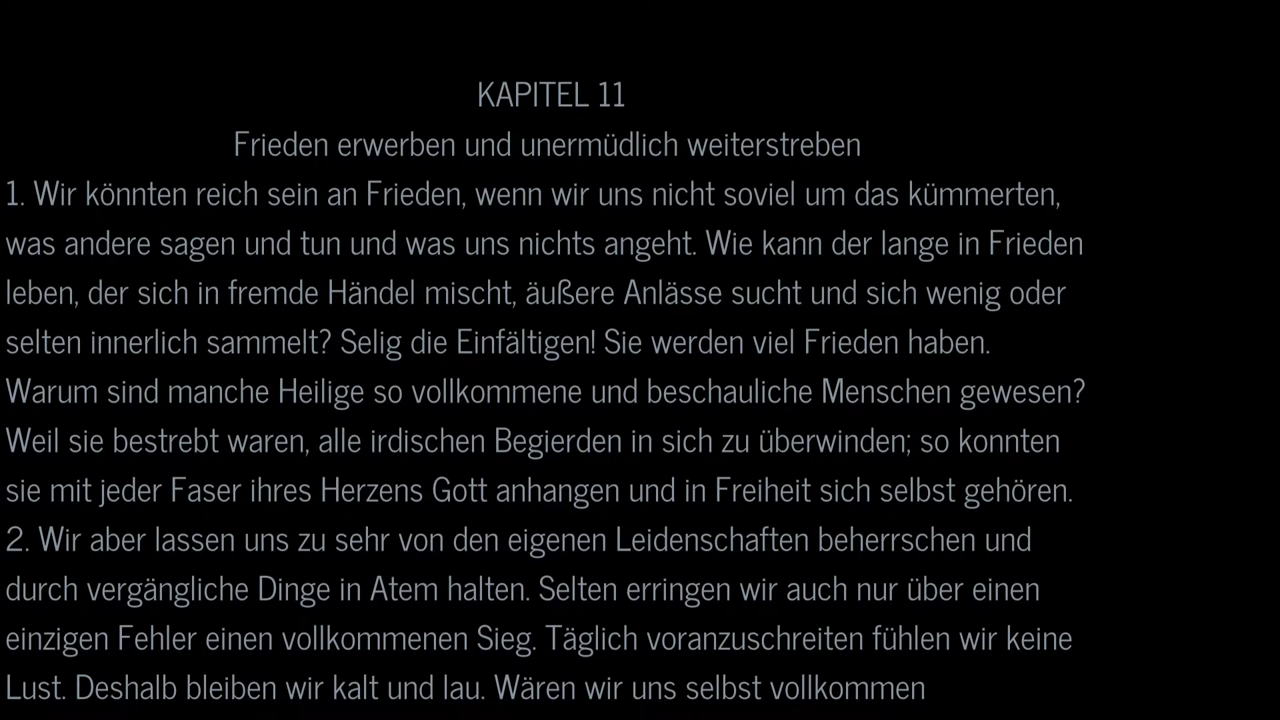 KAPITEL 11
Frieden erwerben und unermüdlich weiterstreben
1. Wir könnten reich sein an Frieden, wenn wir uns nicht soviel um das kümmerten,
was andere sagen und tun und was uns nichts angeht. Wie kann der lange in Frieden
leben, der sich in fremde Händel mischt, äußere Anlässe sucht und sich wenig oder
selten innerlich sammelt? Selig die Einfältigen! Sie werden viel Frieden haben.
Warum sind manche Heilige so vollkommene und beschauliche Menschen gewesen?
Weil sie bestrebt waren, alle irdischen Begierden in sich zu überwinden; so konnten
sie mit jeder Faser ihres Herzens Gott anhangen und in Freiheit sich selbst gehören.
2. Wir aber lassen uns zu sehr von den eigenen Leidenschaften beherrschen und
durch vergängliche Dinge in Atem halten. Selten erringen wir auch nur über einen
einzigen Fehler einen vollkommenen Sieg. Täglich voranzuschreiten fühlen wir keine
Lust. Deshalb bleiben wir kalt und lau. Wären wir uns selbst vollkommen